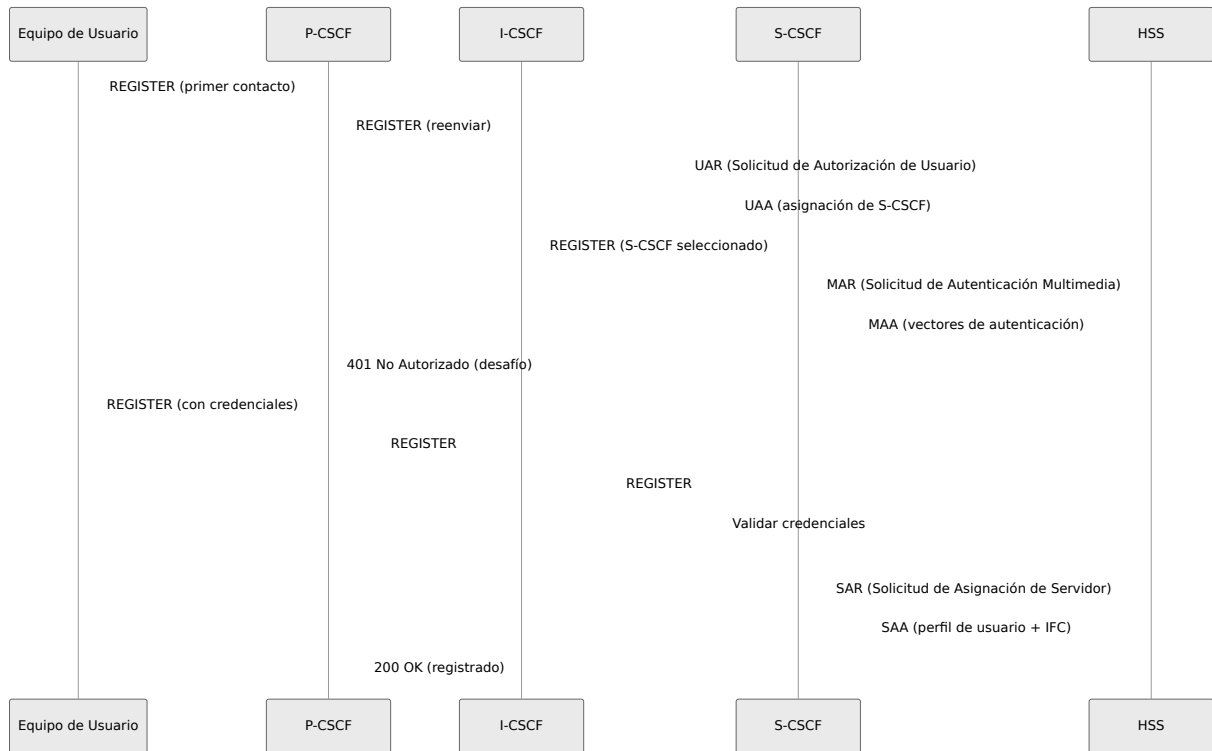 Equipo de Usuario
P-CSCF
I-CSCF
S-CSCF
HSS
REGISTER (primer contacto)
REGISTER (reenviar)
UAR (Solicitud de Autorización de Usuario)
UAA (asignación de S-CSCF)
REGISTER (S-CSCF seleccionado)
MAR (Solicitud de Autenticación Multimedia)
MAA (vectores de autenticación)
401 No Autorizado (desafío)
REGISTER (con credenciales)
REGISTER
REGISTER
Validar credenciales
SAR (Solicitud de Asignación de Servidor)
SAA (perfil de usuario + IFC)
200 OK (registrado)
Equipo de Usuario
P-CSCF
I-CSCF
S-CSCF
HSS